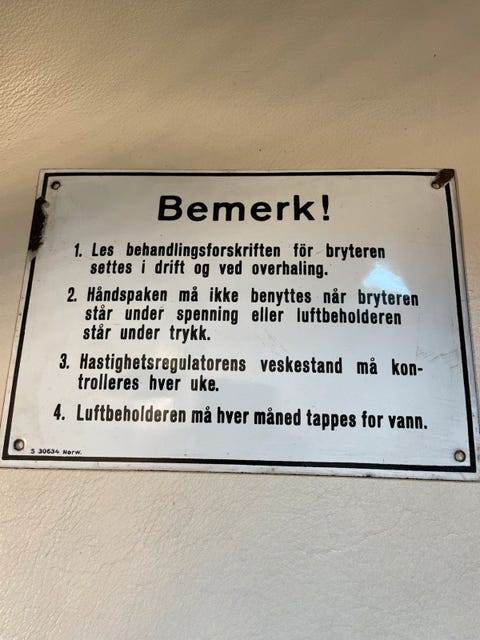 Bemerk!
1. Les behandlingsforskriften för bryteren
settes i drift og ved overhaling.
2. Håndspaken må ikke benyttes når bryteren
står under spenning eller luftbeholderen
står under trykk.
3. Hastighetsregulatorens veskestand må kon-
trolleres hver uke.
4. Luftbeholderen må hver måned tappes for vann.
S 30634 Norw.